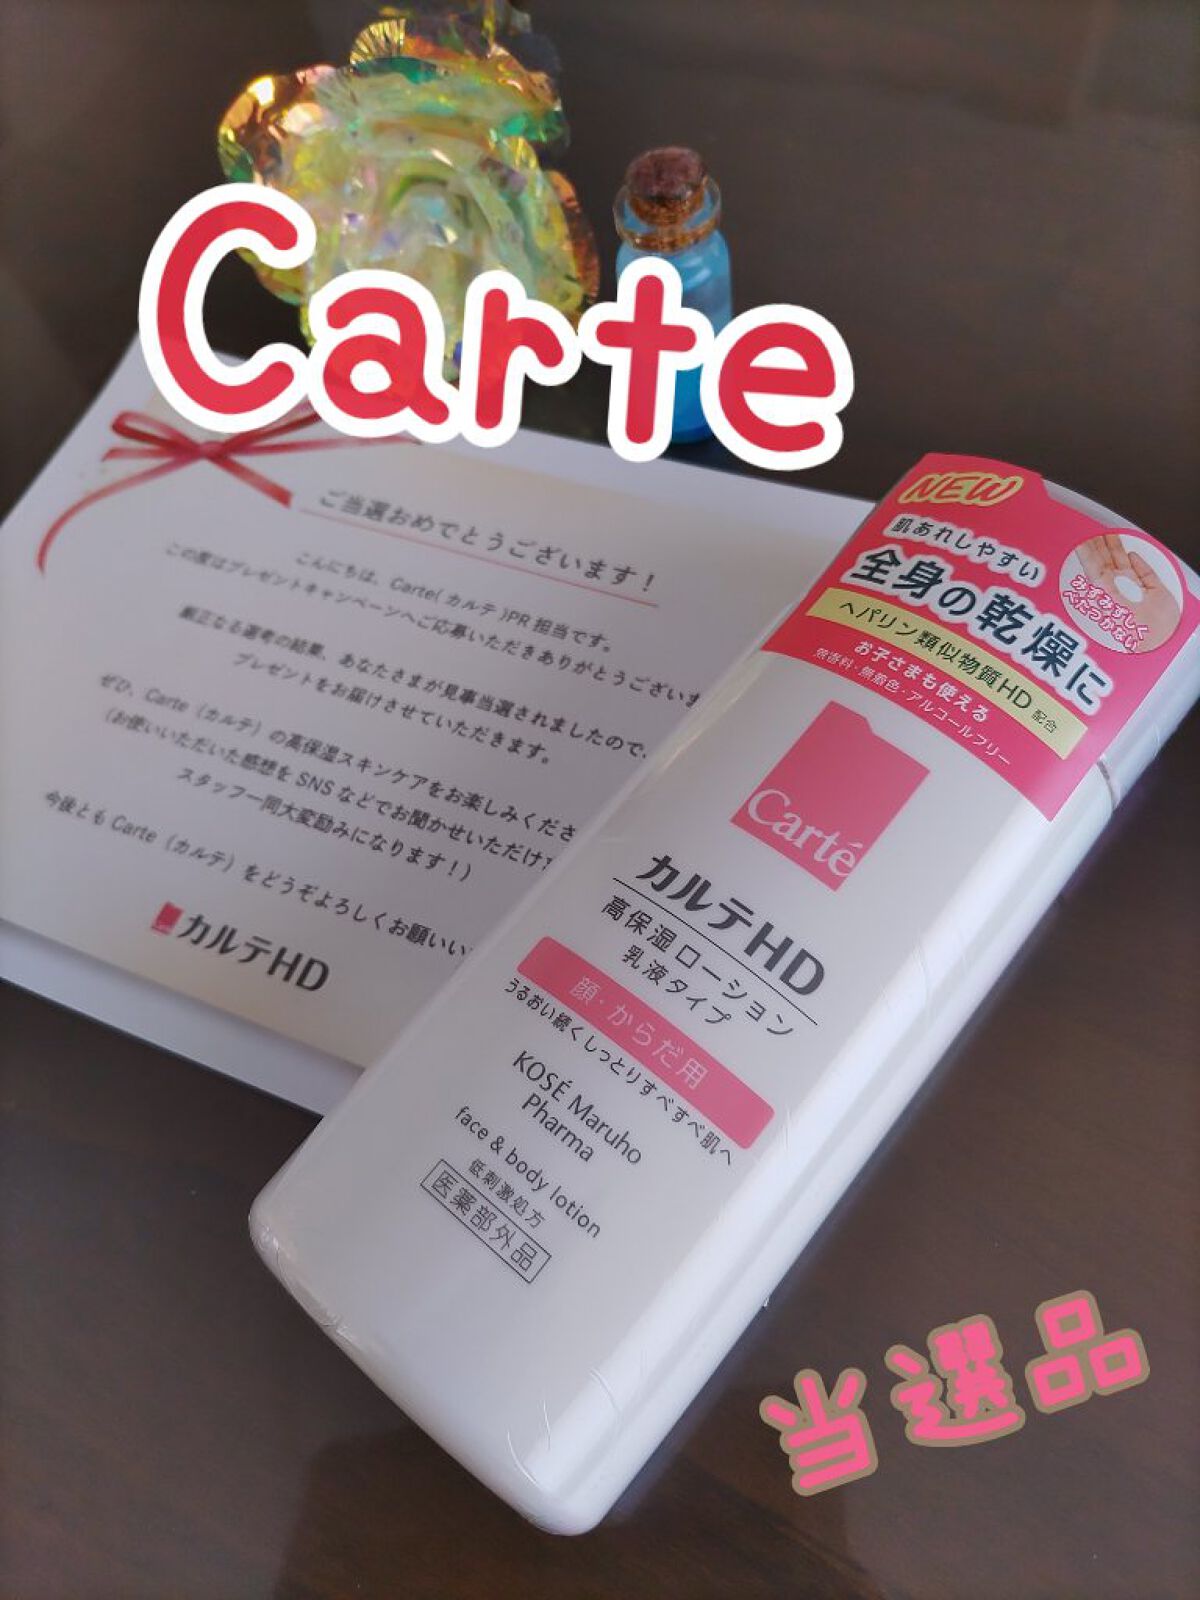 Carte
ご当選おめでとうございます！
こんにちは、Carte(カルテ)PR担当です。
この度はプレゼントキャンペーンへご応募いただきありがとうございま
厳正なる選考の結果、あなたさまが見事当選されましたので、
プレゼントをお届けさせていただきます。
ぜひ、Carte（カルテ）の高保湿スキンケアをお楽しみくださ
（お使いいただいた感想をSNSなどでお聞かせいただけ
スタッフ一同大変励みになります！）
今後ともCarte（カルテ）をどうぞよろしくお願いい
カルテHD
NEW
肌あれしやすい
全身の乾燥に
みずみずしく
べたつかない
ヘパリン類似物質HD 配合
お子さまも使える
無香料・無着色・アルコールフリー
Carté
カルテHD
高保湿ローション
乳液タイプ
顔・からだ用
うるおい続くしっとりすべすべ肌へ
KOSÉ Maruho
Pharma
face & body lotion
低刺激処方
医薬部外品
当選品